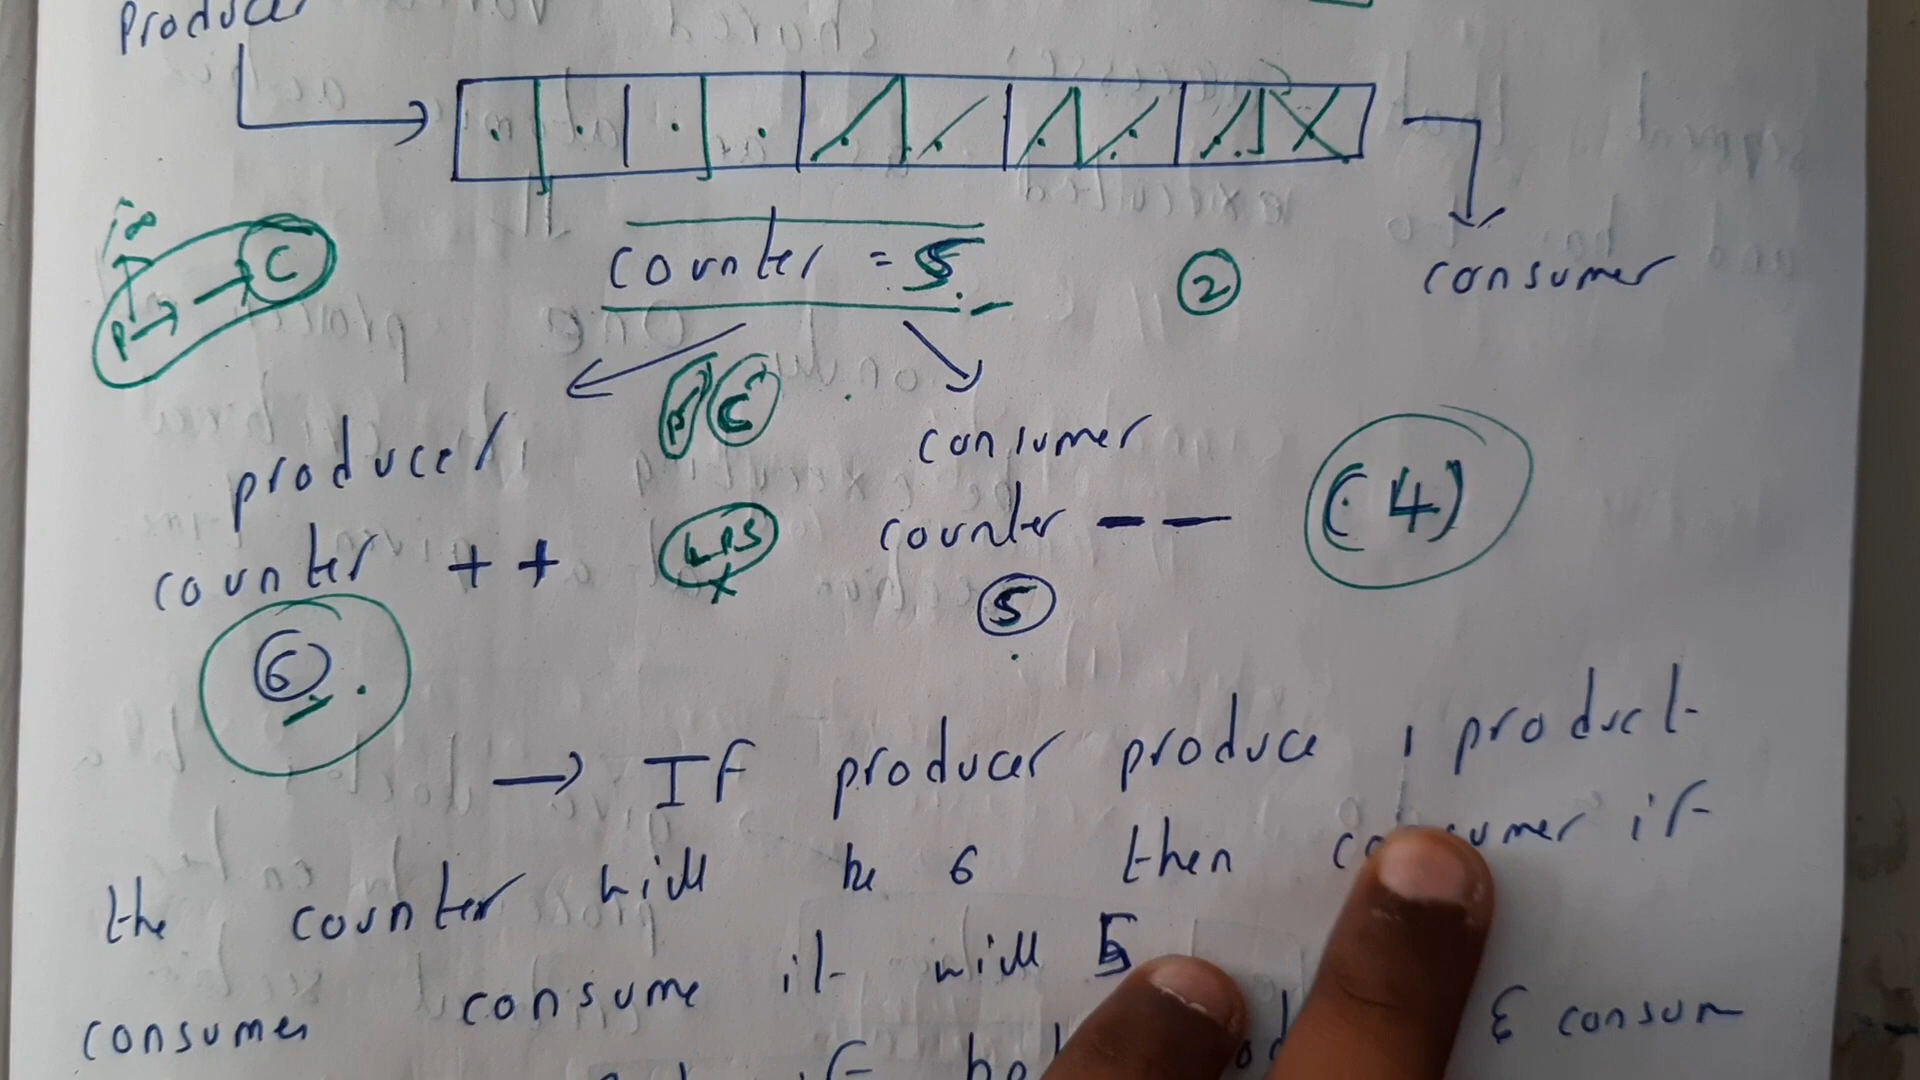 Producer
counter = 5
2
consumer
C
P
P C
producer
consumer
(4)
counter ++
counter --
5
6
→ IF producer produce 1 product
the counter will be 6 then consumer if
consumer consume it will 5
if & consum